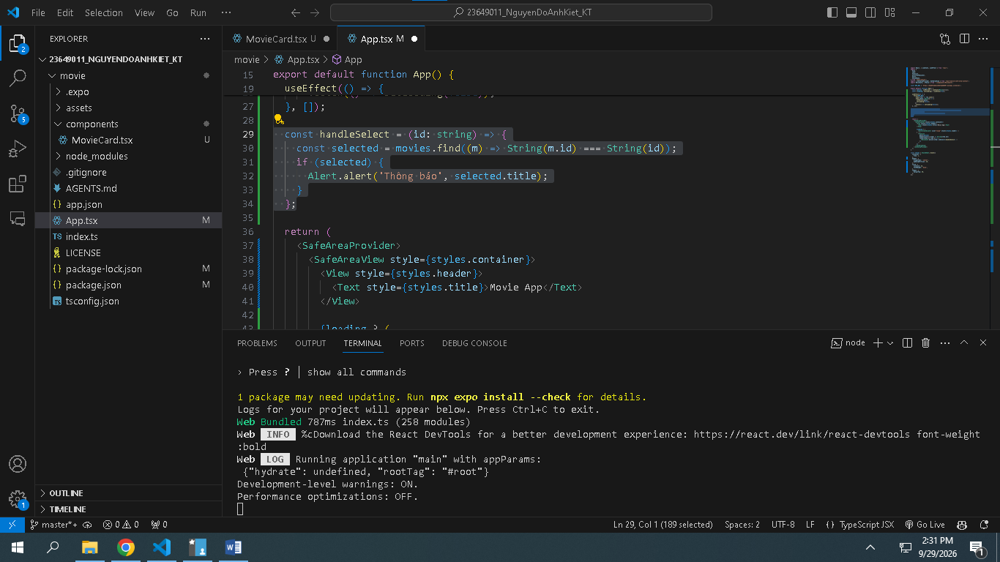 File Edit Selection View Go Run ···
23649011_NguyenDoAnhKiet_KT
EXPLORER
2
5
1
23649011_NGUYENDOANHKIET_KT
movie
.expo
assets
components
MovieCard.tsx U
node_modules
.gitignore
AGENTS.md
app.json
App.tsx M
index.ts
LICENSE
package-lock.json M
package.json M
tsconfig.json
OUTLINE
TIMELINE
MovieCard.tsx U
App.tsx M
movie > App.tsx > App
15 export default function App() {
19 useEffect(() => {
27 }, []);
28
29 const handleSelect = (id: string) => {
30 const selected = movies.find((m) => String(m.id) === String(id));
31 if (selected) {
32 Alert.alert('Thông báo', selected.title);
33 }
34 };
35
36 return (
37 <SafeAreaProvider>
38 <SafeAreaView style={styles.container}>
39 <View style={styles.header}>
40 <Text style={styles.title}>Movie App</Text>
41 </View>
42
43 {loading ? (
PROBLEMS OUTPUT TERMINAL PORTS DEBUG CONSOLE
node
› Press ? │ show all commands
1 package may need updating. Run npx expo install --check for details.
Logs for your project will appear below. Press Ctrl+C to exit.
Web Bundled 787ms index.ts (258 modules)
Web INFO %cDownload the React DevTools for a better development experience: https://react.dev/link/react-devtools font-weight
:bold
Web LOG Running application "main" with appParams:
{"hydrate": undefined, "rootTag": "#root"}
Development-level warnings: ON.
Performance optimizations: OFF.
master*+ 0 0 0
Ln 29, Col 1 (189 selected) Spaces: 2 UTF-8 LF {} TypeScript JSX Go Live
2:31 PM
9/29/2026
1